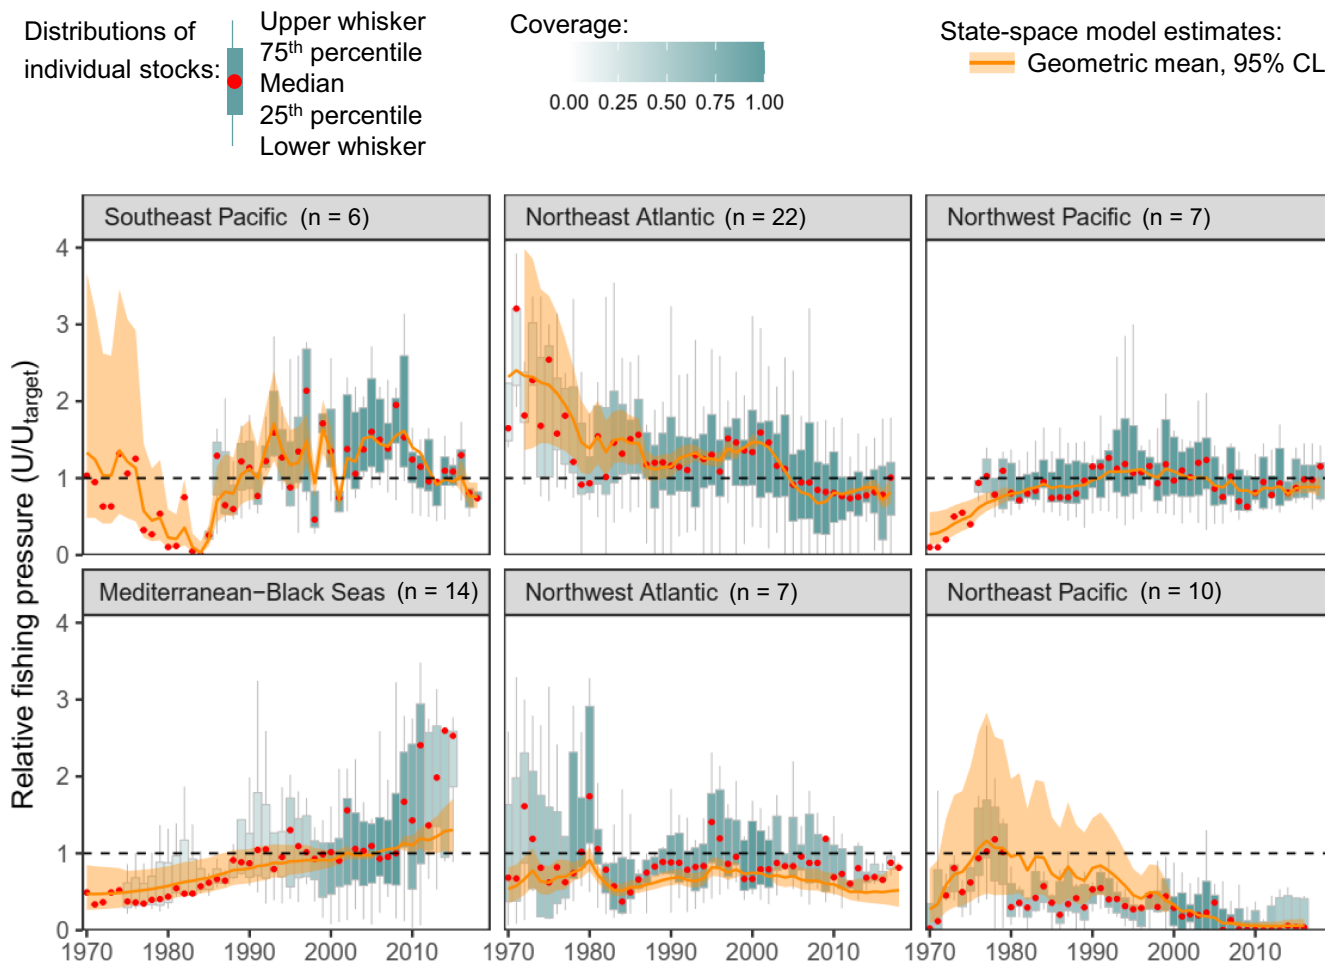 Distributions of
individual stocks:
Upper whisker
75th percentile
Median
25th percentile
Lower whisker
Coverage:
0.00 0.25 0.50 0.75 1.00
State-space model estimates:
Geometric mean, 95% CL
Relative fishing pressure (U/Utarget)
Southeast Pacific (n = 6)
Northeast Atlantic (n = 22)
Northwest Pacific (n = 7)
4
3
2
1
0
Mediterranean−Black Seas (n = 14)
Northwest Atlantic (n = 7)
Northeast Pacific (n = 10)
4
3
2
1
0
1970 1980 1990 2000 2010
1970 1980 1990 2000 2010
1970 1980 1990 2000 2010